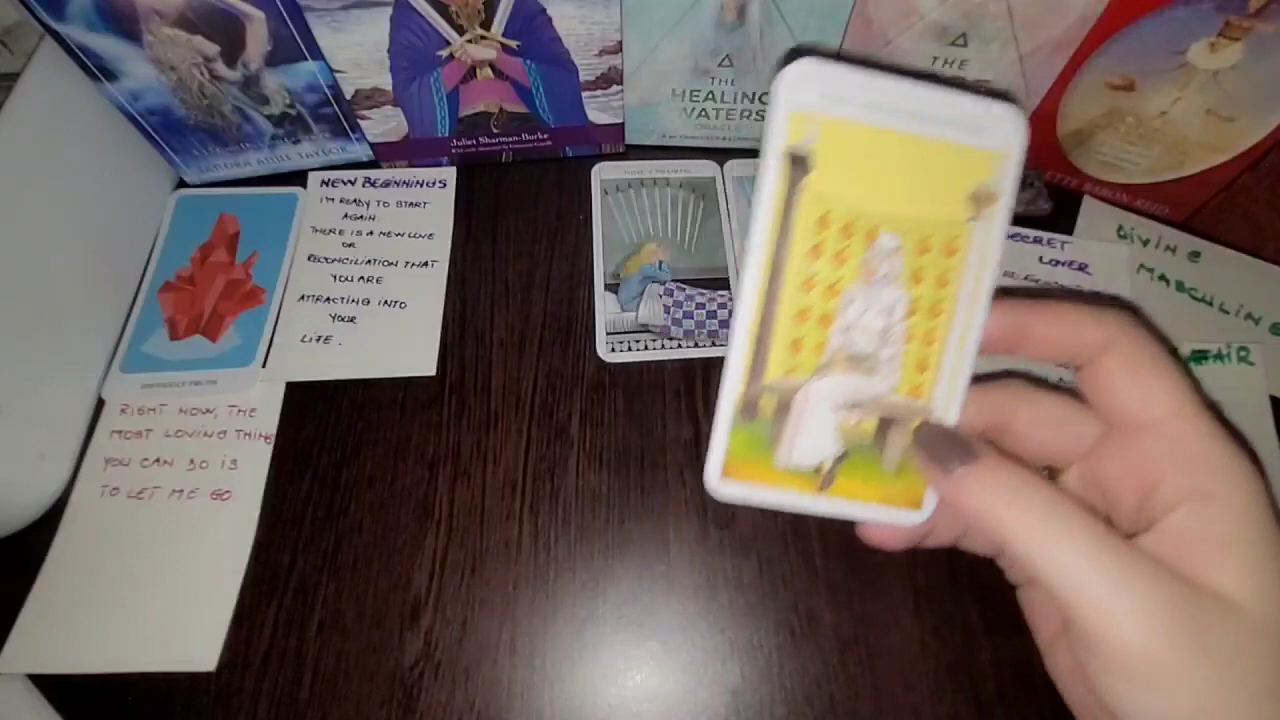 Juliet Sharman-Burke
THE
HEALING
WATERS
ORACLE
THE
NEW BEGINNINGS
I'M READY TO START
AGAIN.
THERE IS A NEW LOVE
OR
RECONCILIATION THAT
YOU ARE
ATTRACTING INTO
YOUR
LIFE.
RIGHT NOW, THE
MOST LOVING THING
YOU CAN DO IS
TO LET ME GO.
SECRET
LOVER
DIVINE
MASCULINE